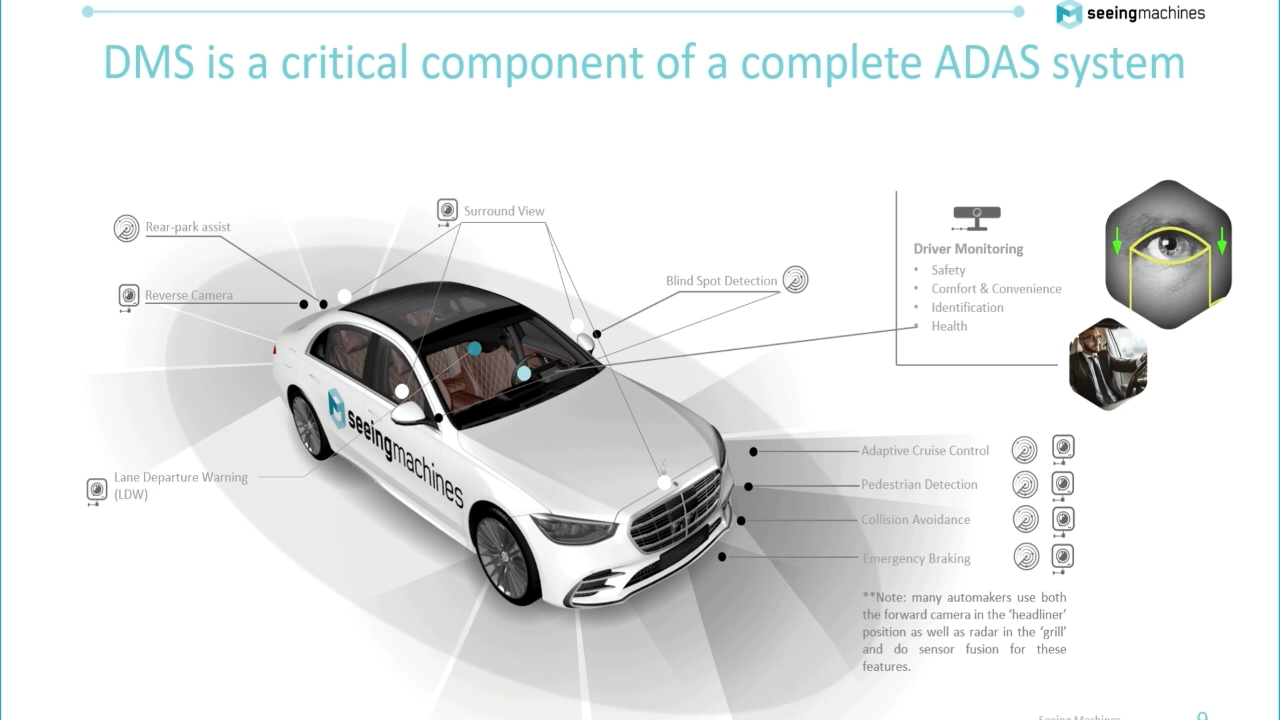 seeingmachines
DMS is a critical component of a complete ADAS system
Surround View
Rear-park assist
Blind Spot Detection
Reverse Camera
Driver Monitoring
• Safety
• Comfort & Convenience
• Identification
• Health
seeingmachines
Lane Departure Warning
(LDW)
Adaptive Cruise Control
Pedestrian Detection
Collision Avoidance
Emergency Braking
**Note: many automakers use both
the forward camera in the ‘headliner’
position as well as radar in the ‘grill’
and do sensor fusion for these
features.
Seeing Machines
9